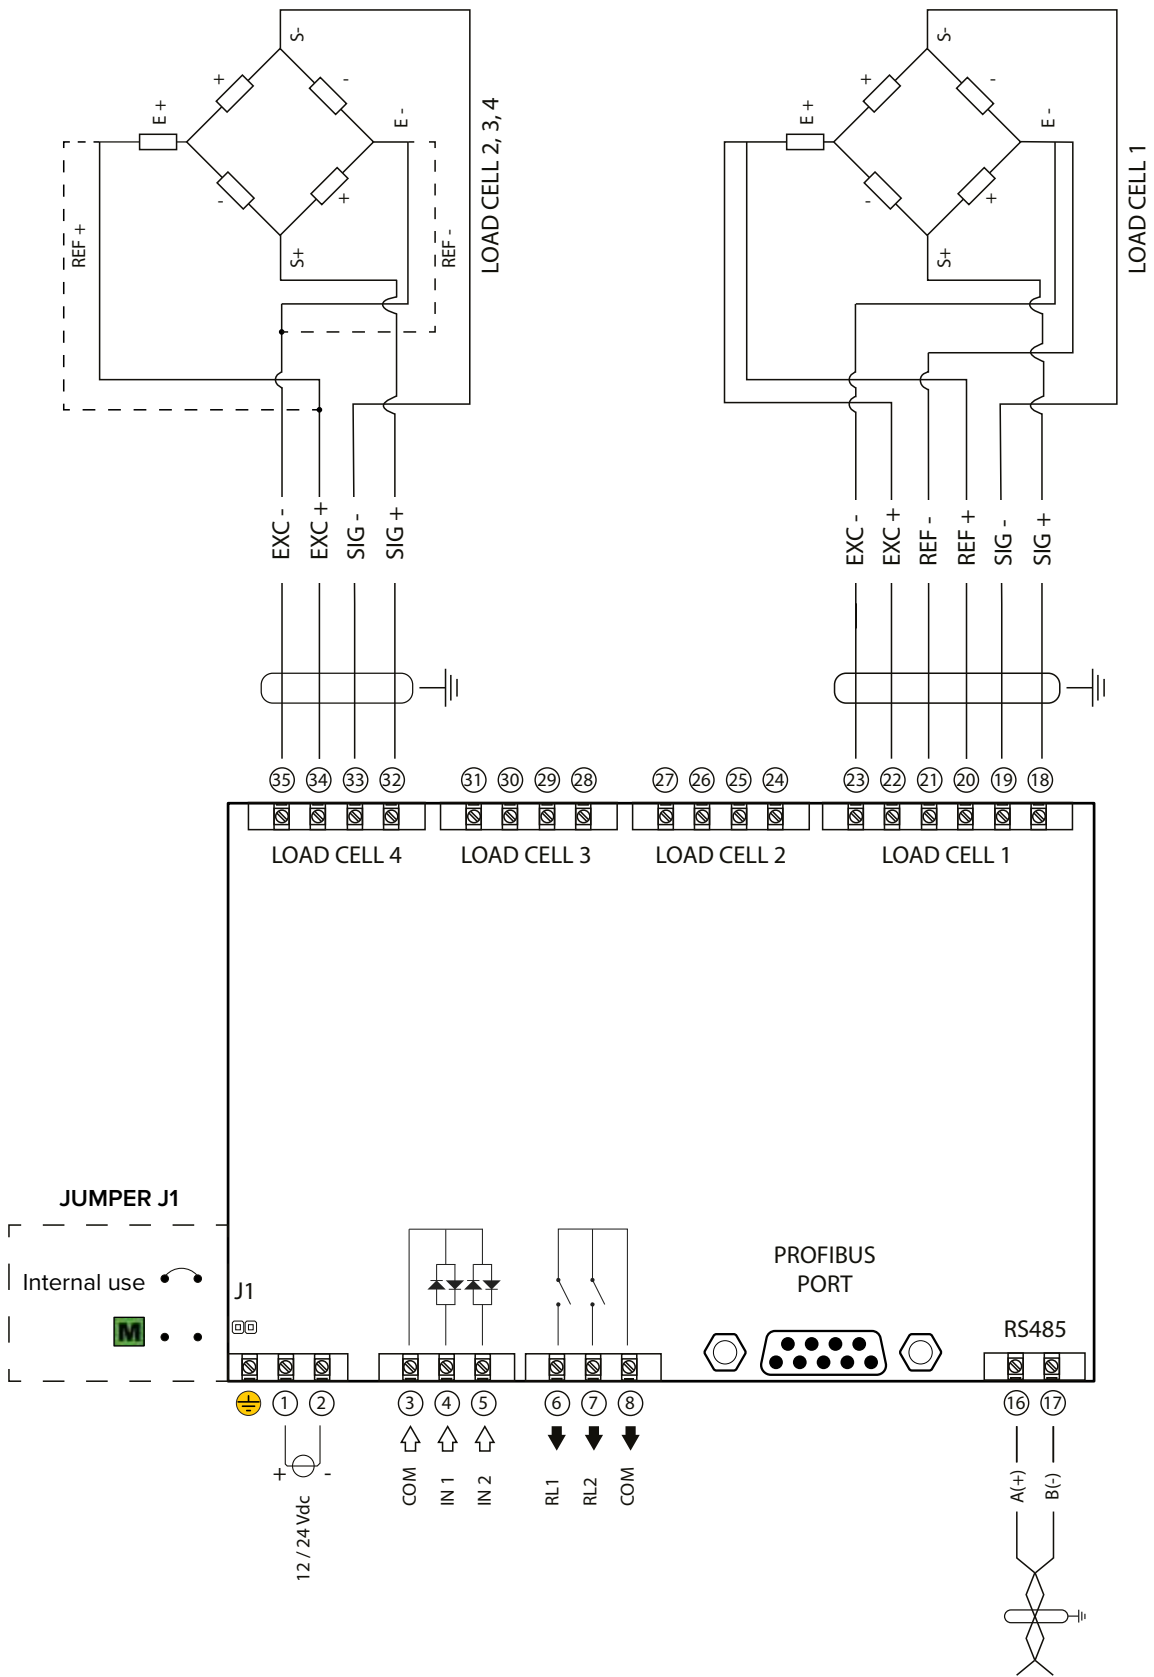 S-
+
-
E +
E -
-
+
S+
REF +
REF -
LOAD CELL 2, 3, 4
S-
+
-
E +
E -
-
+
S+
LOAD CELL 1
EXC -
EXC +
SIG -
SIG +
EXC -
EXC +
REF -
REF +
SIG -
SIG +
35 34 33 32 31 30 29 28 27 26 25 24 23 22 21 20 19 18
LOAD CELL 4 LOAD CELL 3 LOAD CELL 2 LOAD CELL 1
JUMPER J1
Internal use
M
J1
PROFIBUS
PORT
RS485
1 2 3 4 5 6 7 8 16 17
+ -
12 / 24 Vdc
COM
IN 1
IN 2
RL1
RL2
COM
A(+)
B(-)